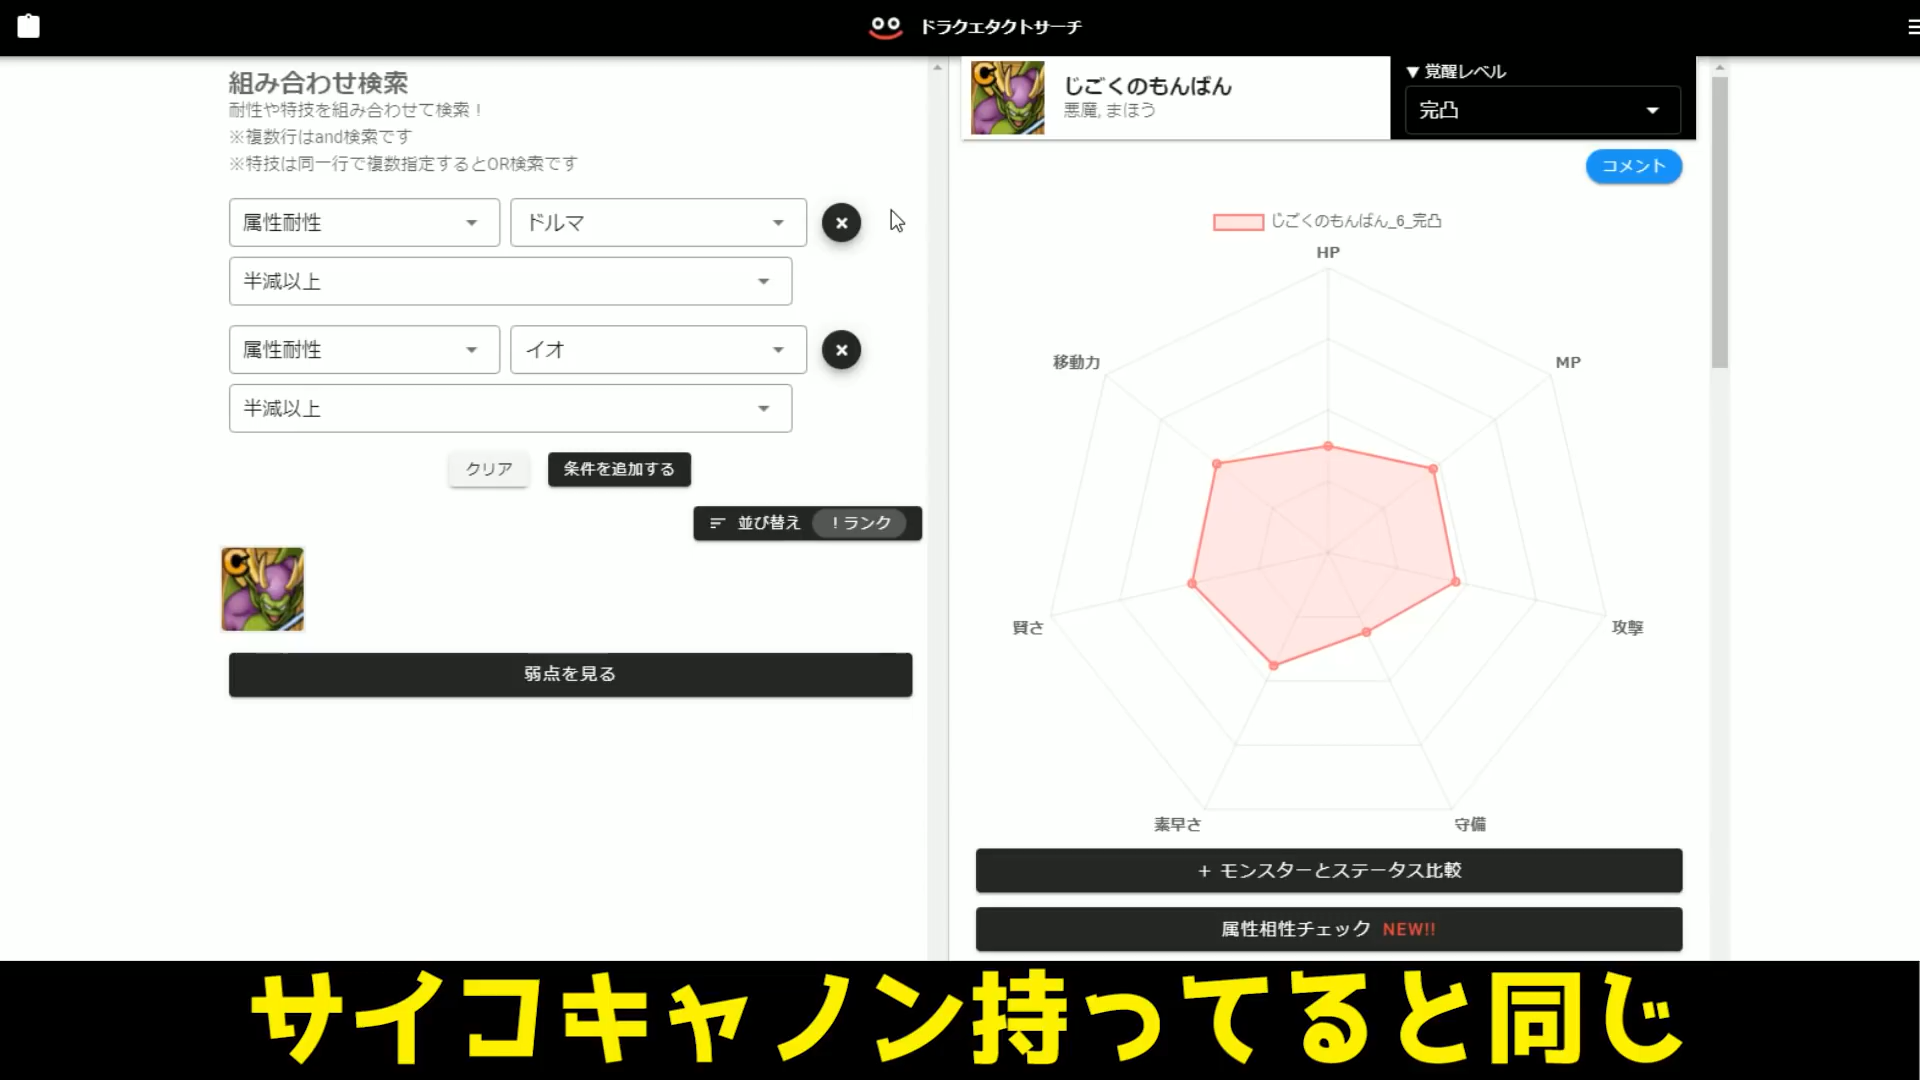 ドラクエタクトサーチ
組み合わせ検索
耐性や特技を組み合わせて検索！
※複数行はand検索です
※特技は同一行で複数指定するとOR検索です
属性耐性
ドルマ
半減以上
属性耐性
イオ
半減以上
クリア
条件を追加する
並び替え
！ランク
C
弱点を見る
C
じごくのもんばん
悪魔, まほう
▼ 覚醒レベル
完凸
コメント
じごくのもんばん_6_完凸
HP
MP
攻撃
守備
素早さ
賢さ
移動力
+ モンスターとステータス比較
属性相性チェック NEW!!
サイコキャノン持ってると同じ